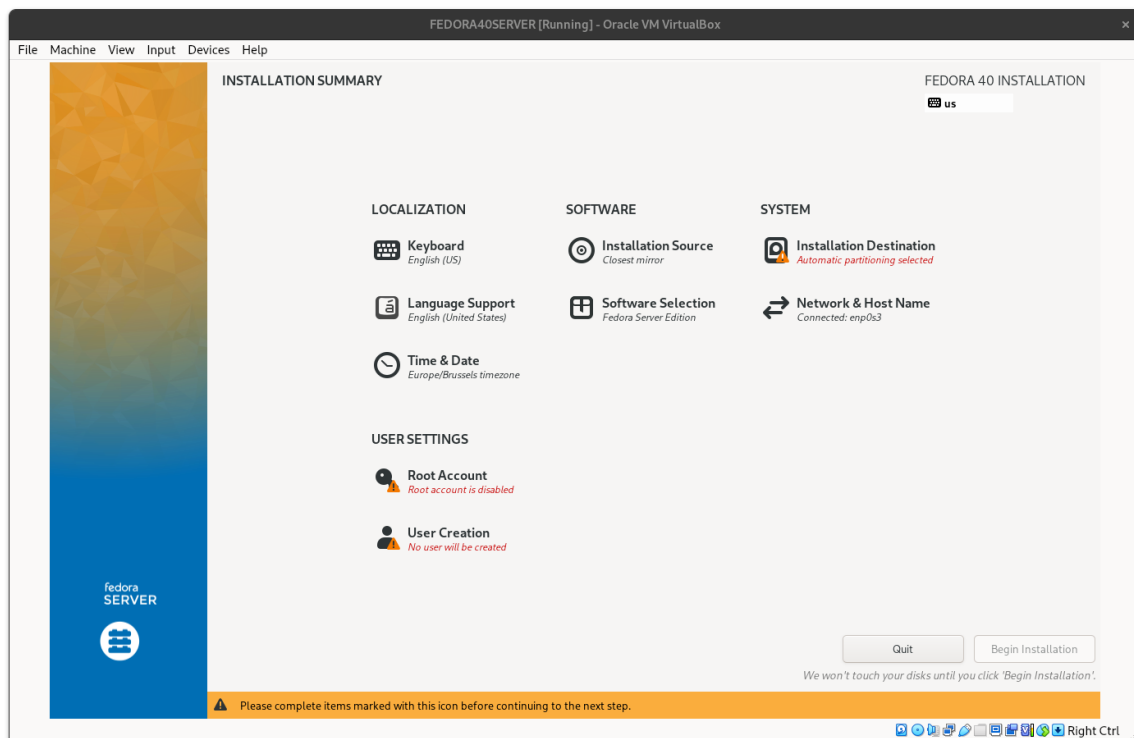 FEDORA40SERVER [Running] - Oracle VM VirtualBox
File Machine View Input Devices Help
INSTALLATION SUMMARY
FEDORA 40 INSTALLATION
us
LOCALIZATION
SOFTWARE
SYSTEM
Keyboard
English (US)
Installation Source
Closest mirror
Installation Destination
Automatic partitioning selected
Language Support
English (United States)
Software Selection
Fedora Server Edition
Network & Host Name
Connected: enp0s3
Time & Date
Europe/Brussels timezone
USER SETTINGS
Root Account
Root account is disabled
User Creation
No user will be created
fedora
SERVER
Quit
Begin Installation
We won't touch your disks until you click 'Begin Installation'.
Please complete items marked with this icon before continuing to the next step.
Right Ctrl